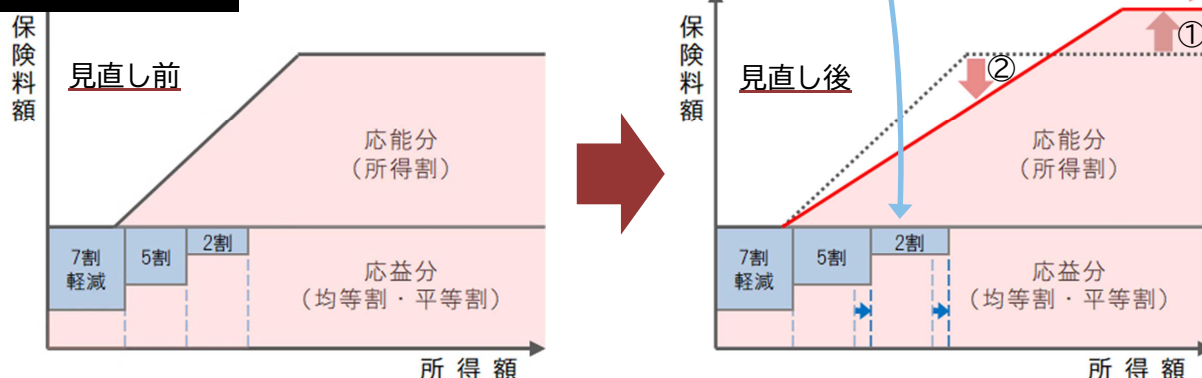 保険料額
見直し前
応能分
（所得割）
7割
軽減
5割
2割
応益分
（均等割・平等割）
所得額
保険料額
見直し後
①
②
応能分
（所得割）
7割
軽減
5割
2割
応益分
（均等割・平等割）
所得額